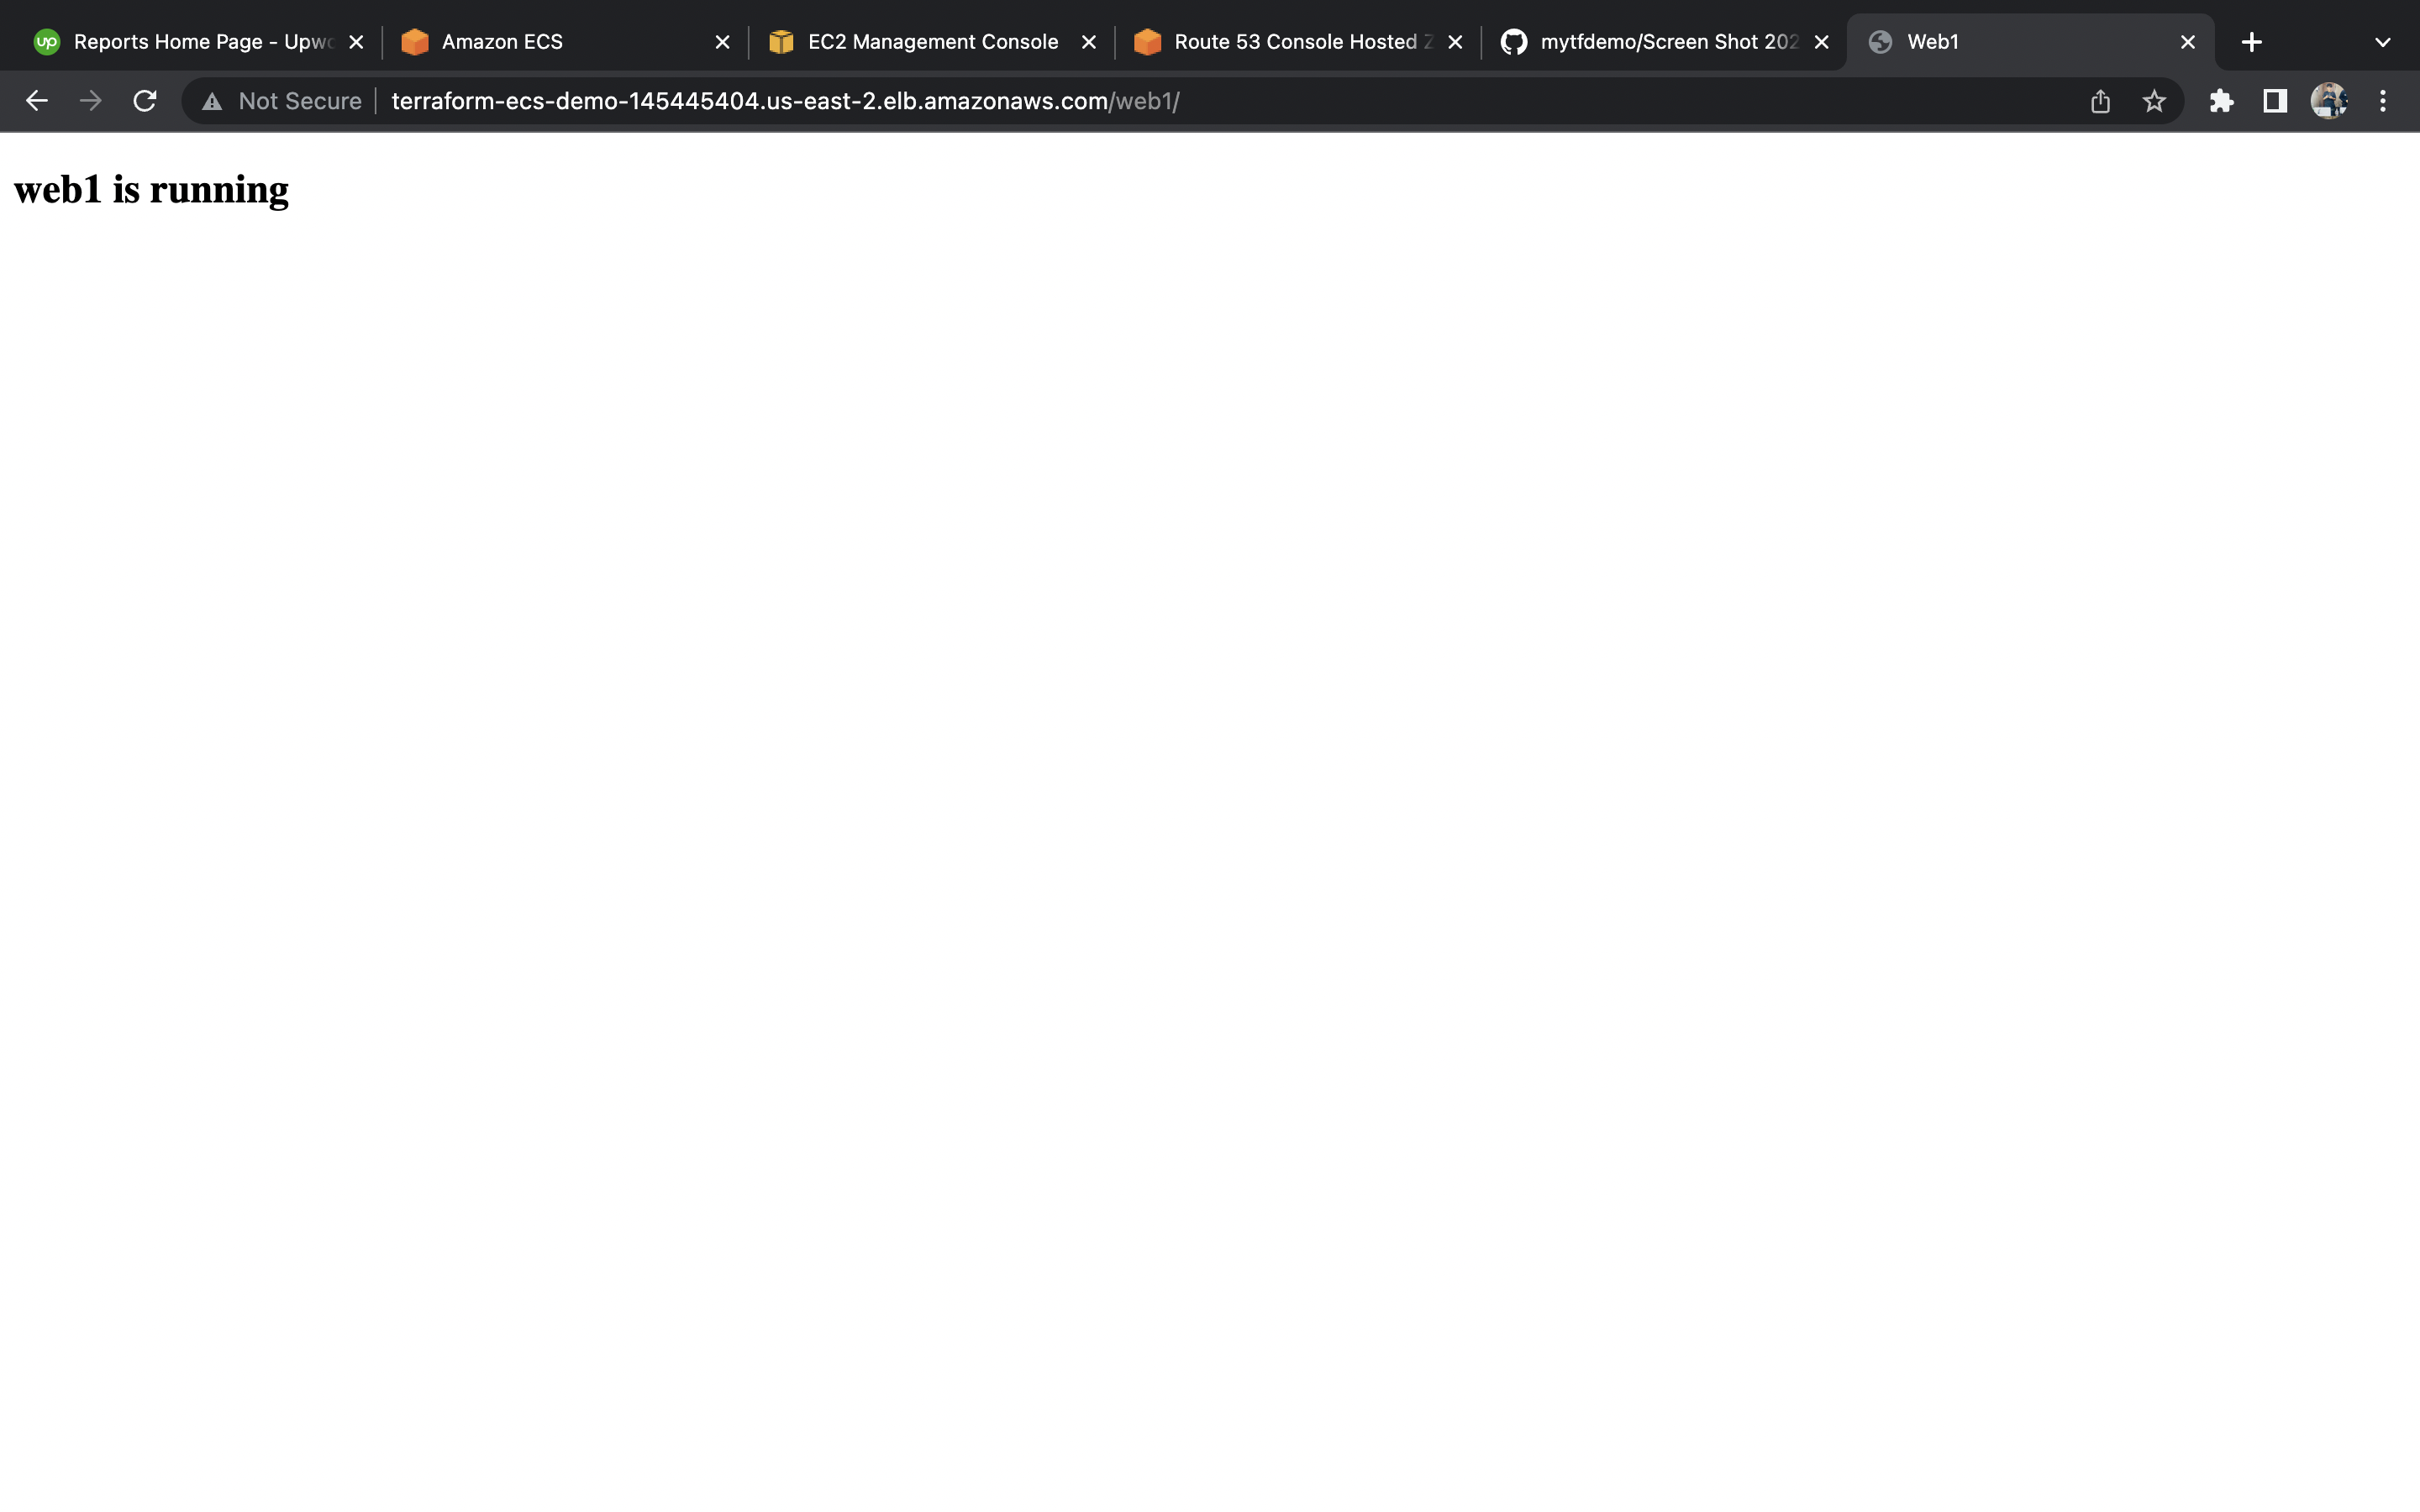 up Reports Home Page - Upwo
Amazon ECS
EC2 Management Console
Route 53 Console Hosted Z
mytfdemo/Screen Shot 202
Web1
Not Secure terraform-ecs-demo-145445404.us-east-2.elb.amazonaws.com/web1/
web1 is running